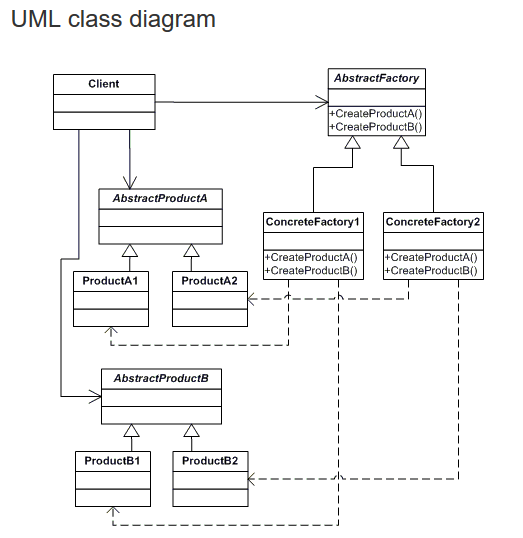 UML class diagram
Client
AbstractFactory
+CreateProductA()
+CreateProductB()
AbstractProductA
ConcreteFactory1
+CreateProductA()
+CreateProductB()
ConcreteFactory2
+CreateProductA()
+CreateProductB()
ProductA1
ProductA2
AbstractProductB
ProductB1
ProductB2